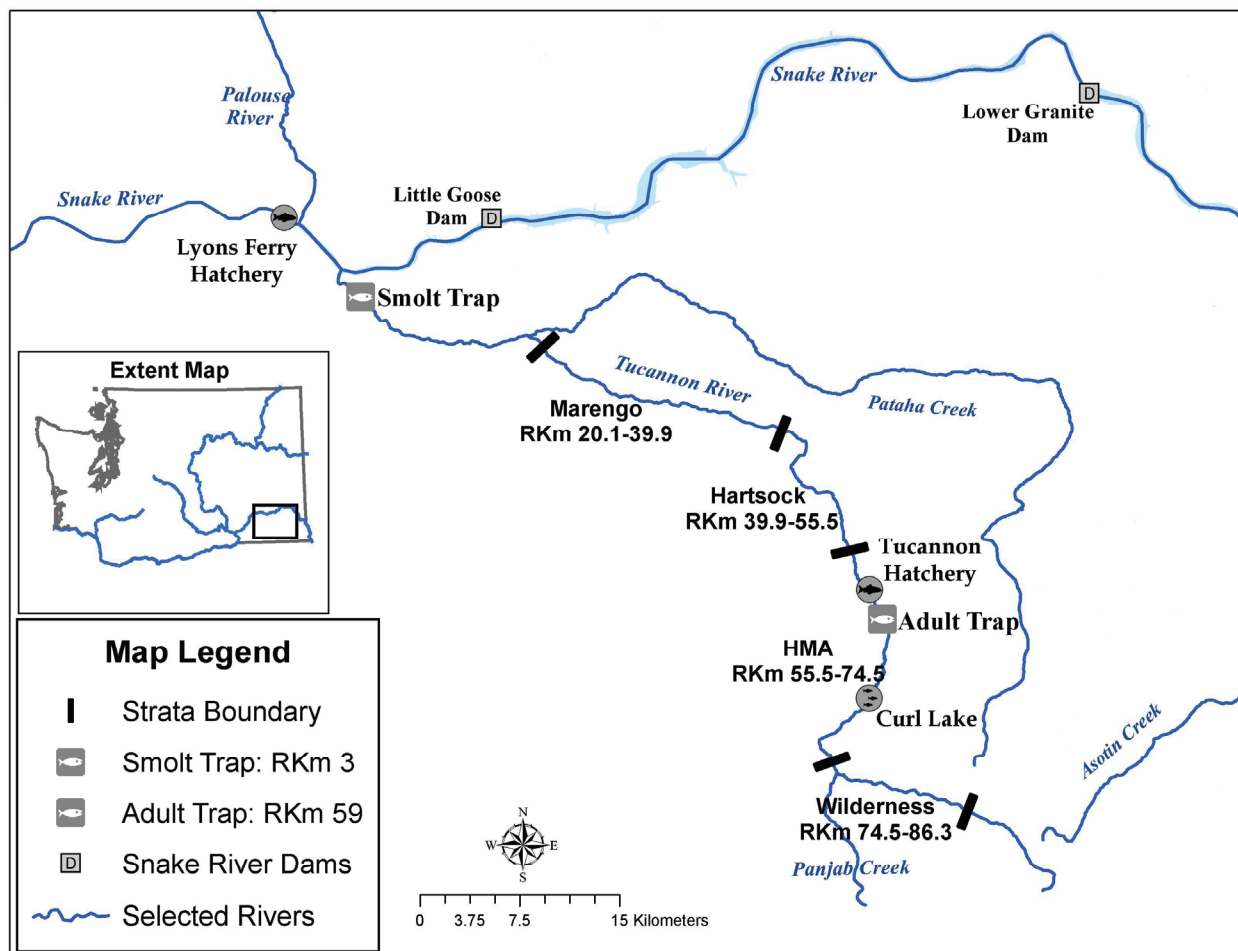 Palouse
River
Snake River
Lower Granite
Dam
Snake River
Little Goose
Dam
D
D
Lyons Ferry
Hatchery
Smolt Trap
Extent Map
Tucannon River
Pataha Creek
Marengo
RKm 20.1-39.9
Hartsock
RKm 39.9-55.5
Tucannon
Hatchery
Adult Trap
HMA
RKm 55.5-74.5
Curl Lake
Asotin Creek
Wilderness
RKm 74.5-86.3
Panjab Creek
Map Legend
Strata Boundary
Smolt Trap: RKm 3
Adult Trap: RKm 59
D Snake River Dams
Selected Rivers
N
W E
S
0 3.75 7.5 15 Kilometers